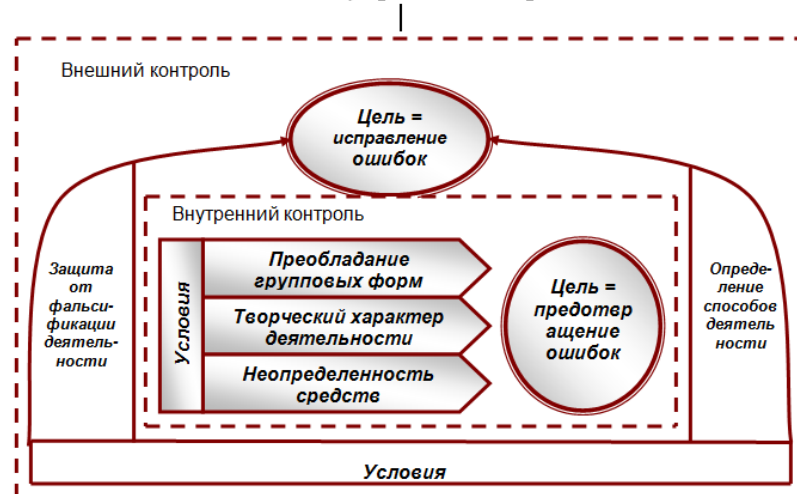 Внешний контроль
Цель =
исправление
ошибок
Внутренний контроль
Защита
от
фальси-
фикации
деятель-
ности
Условия
Преобладание
групповых форм
Творческий характер
деятельности
Неопределенность
средств
Цель =
предотвр
ащение
ошибок
Опреде-
ление
способов
деятель
ности
Условия